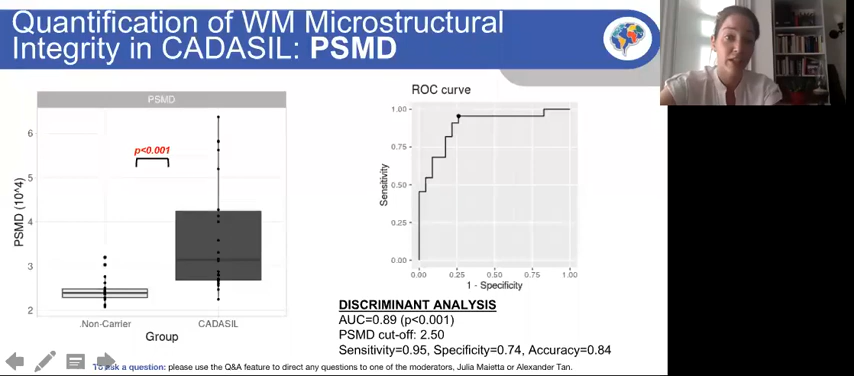 Quantification of WM Microstructural
Integrity in CADASIL: PSMD
PSMD
p<0.001
6
5
4
3
2
PSMD (10^4)
.Non-Carrier
CADASIL
Group
ROC curve
1.00
0.75
0.50
0.25
0.00
Sensitivity
0.00 0.25 0.50 0.75 1.00
1 - Specificity
DISCRIMINANT ANALYSIS
AUC=0.89 (p<0.001)
PSMD cut-off: 2.50
Sensitivity=0.95, Specificity=0.74, Accuracy=0.84
To ask a question: please use the Q&A feature to direct any questions to one of the moderators, Julia Maietta or Alexander Tan.